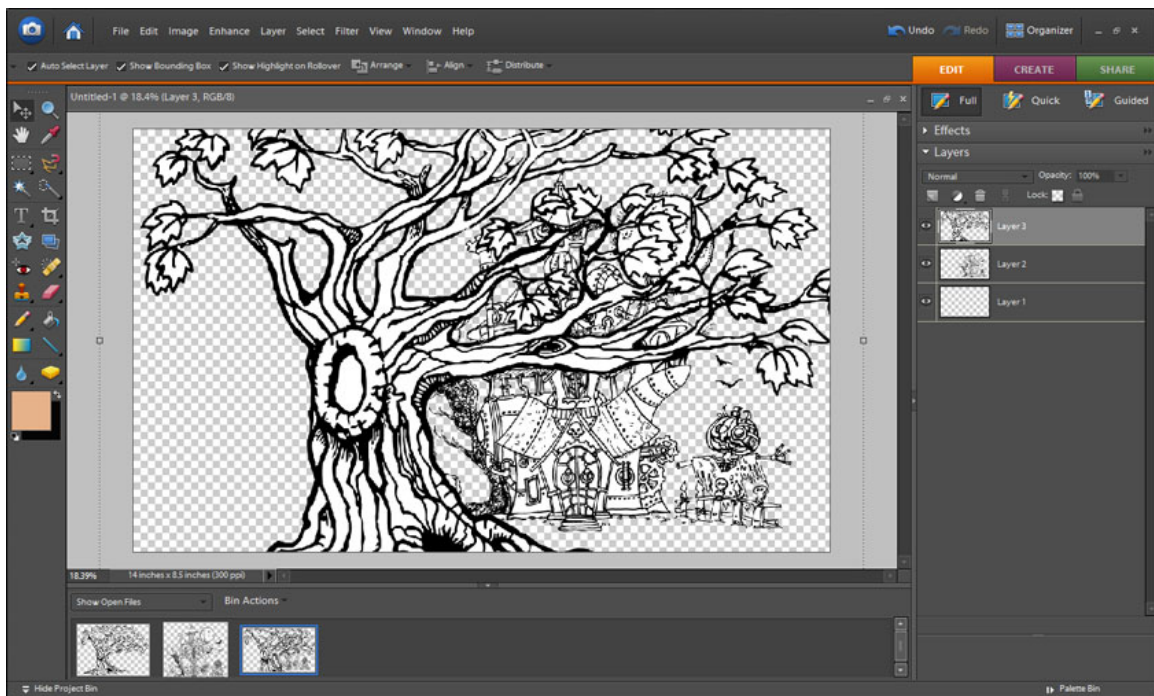 File Edit Image Enhance Layer Select Filter View Window Help
Undo Redo Organizer
Auto Select Layer Show Bounding Box Show Highlight on Rollover Arrange Align Distribute
EDIT CREATE SHARE
Untitled-1 @ 18.4% (Layer 3, RGB/8)
Full Quick Guided
Effects
Layers
Normal Opacity: 100%
Lock:
Layer 3
Layer 2
Layer 1
18.39% 14 inches x 8.5 inches (300 ppi)
Show Open Files Bin Actions
Hide Project Bin
Palette Bin